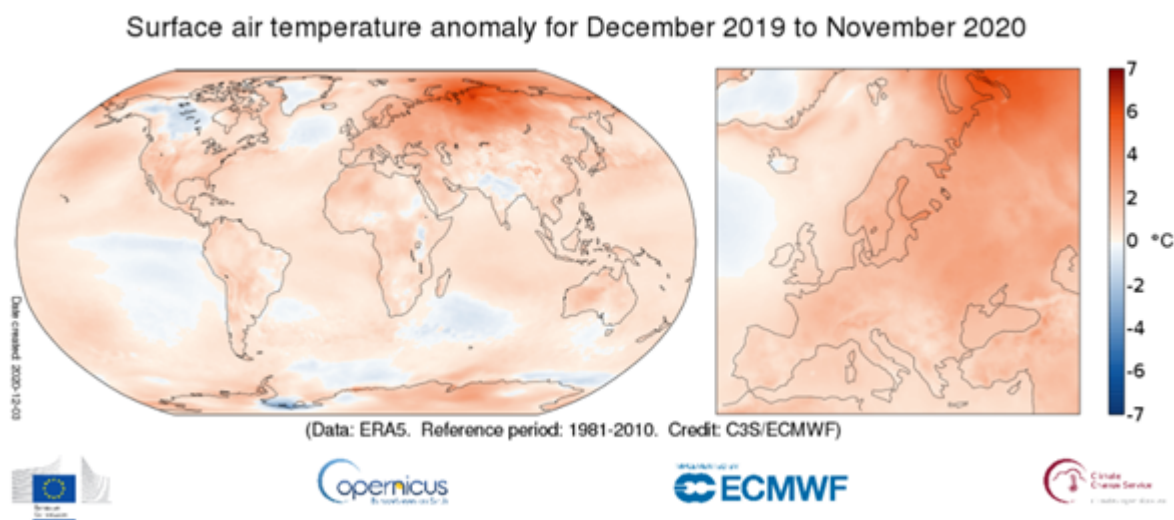 Surface air temperature anomaly for December 2019 to November 2020
7
6
4
2
0 °C
-2
-4
-6
-7
Date created: 2020-12-03
(Data: ERA5.  Reference period: 1981-2010.  Credit: C3S/ECMWF)
opernicus
ECMWF
Climate
Change Service